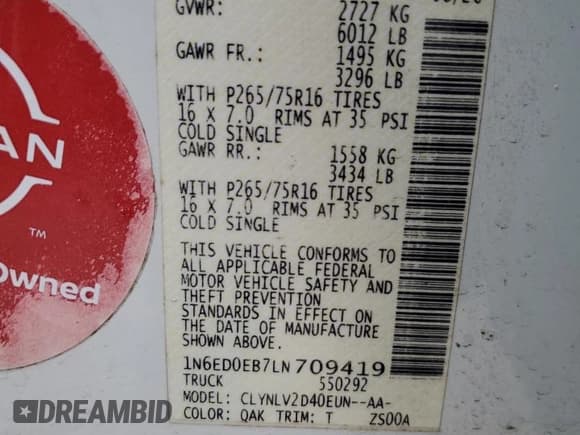 GVWR: 2727 KG
6012 LB
GAWR FR.: 1495 KG
3296 LB
WITH P265/75R16 TIRES
16 X 7.0 RIMS AT 35 PSI
COLD SINGLE
GAWR RR.: 1558 KG
3434 LB
WITH P265/75R16 TIRES
16 X 7.0 RIMS AT 35 PSI
COLD SINGLE
THIS VEHICLE CONFORMS TO
ALL APPLICABLE FEDERAL
MOTOR VEHICLE SAFETY AND
THEFT PREVENTION
STANDARDS IN EFFECT ON
THE DATE OF MANUFACTURE
SHOWN ABOVE.
1N6ED0EB7LN709419
TRUCK 550292
MODEL: CLYNLV2D40EUN--AA-
COLOR: QAK TRIM: T ZS00A
AN
TM
Owned
DREAMBID